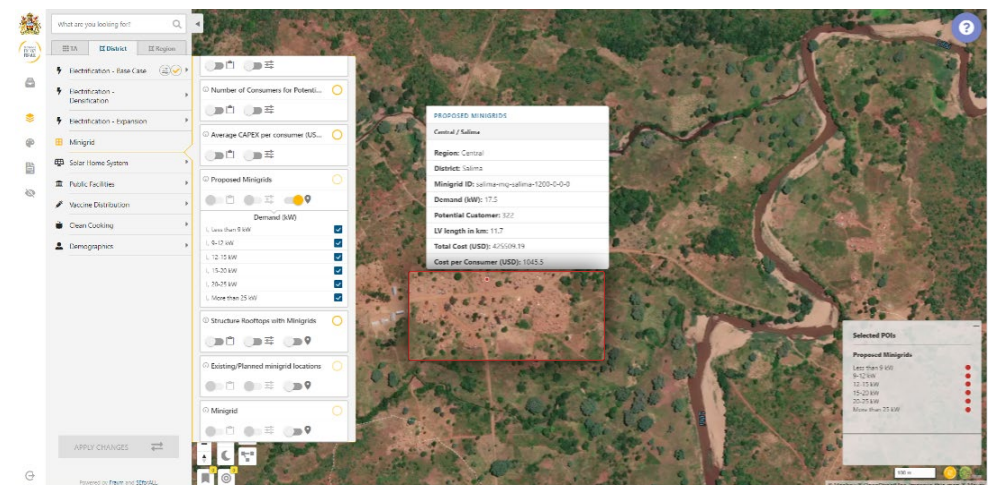 What are you looking for?
TA
District
Region
Electrification - Base Case
Electrification -
Densification
Electrification - Expansion
Minigrid
Solar Home System
Public Facilities
Vaccine Distribution
Clean Cooking
Demographics
APPLY CHANGES
Powered by Fraym and SEforALL
Number of Consumers for Potenti...
Average CAPEX per consumer (US...
Proposed Minigrids
Demand (kW)
Less than 9 kW
9-12 kW
12-15 kW
15-20 kW
20-25 kW
More than 25 kW
Structure Rooftops with Minigrids
Existing/Planned minigrid locations
Minigrid
PROPOSED MINIGRIDS
Central / Salima
Region: Central
District: Salima
Minigrid ID: salima-mg-salima-1200-0-0-0
Demand (kW): 17.5
Potential Customer: 322
LV length in km: 11.7
Total Cost (USD): 425509.19
Cost per Consumer (USD): 1045.5
?
Selected POIs
Proposed Minigrids
Less than 9 kW
9-12 kW
12-15 kW
15-20 kW
20-25 kW
More than 25 kW